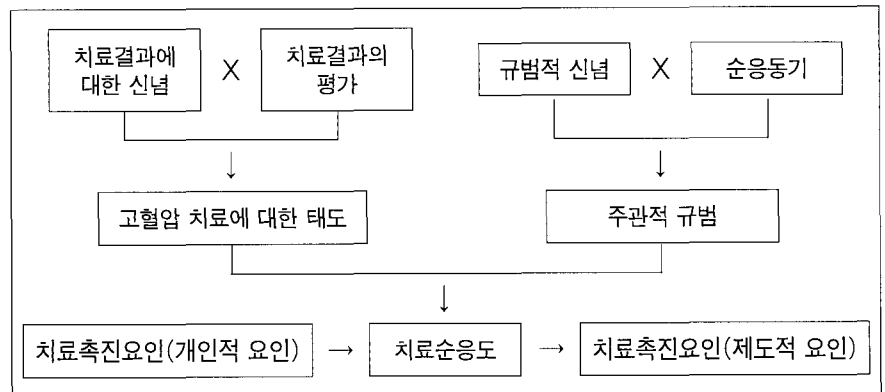 치료결과에
대한 신념
X
치료결과의
평가
규범적 신념
X
순응동기
↓
↓
고혈압 치료에 대한 태도
주관적 규범
↓
치료촉진요인(개인적 요인)
→
치료순응도
→
치료촉진요인(제도적 요인)